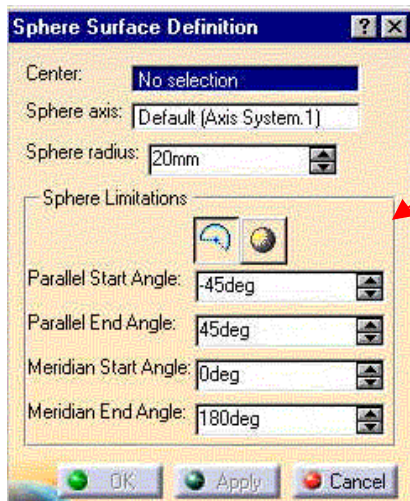 Sphere Surface Definition
Center: No selection
Sphere axis: Default (Axis System.1)
Sphere radius: 20mm
Sphere Limitations
Parallel Start Angle: -45deg
Parallel End Angle: 45deg
Meridian Start Angle: 0deg
Meridian End Angle: 180deg
OK Apply Cancel